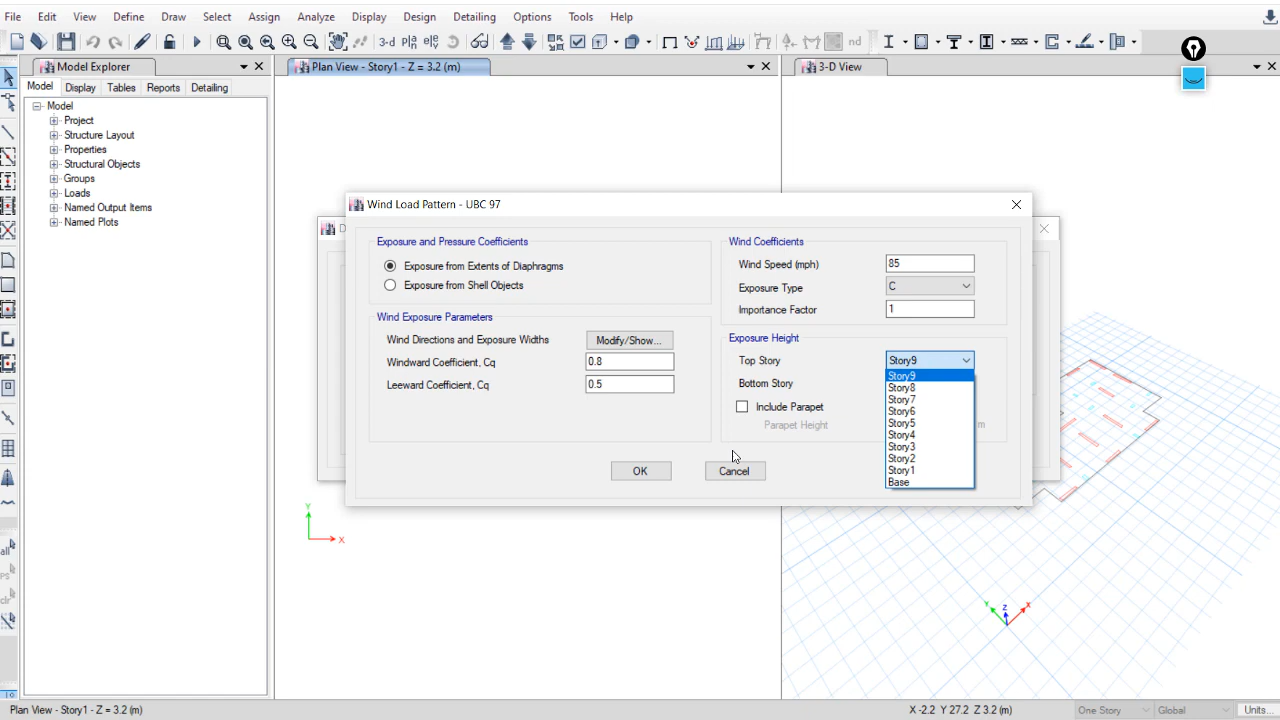 File Edit View Define Draw Select Assign Analyze Display Design Detailing Options Tools Help
3-d pla ele nd
Model Explorer
Model Display Tables Reports Detailing
Model
Project
Structure Layout
Properties
Structural Objects
Groups
Loads
Named Output Items
Named Plots
all
PS
clr
Plan View - Story1 - Z = 3.2 (m)
3-D View
D
Wind Load Pattern - UBC 97
Exposure and Pressure Coefficients
Exposure from Extents of Diaphragms
Exposure from Shell Objects
Wind Exposure Parameters
Wind Directions and Exposure Widths Modify/Show...
Windward Coefficient, Cq 0.8
Leeward Coefficient, Cq 0.5
Wind Coefficients
Wind Speed (mph) 85
Exposure Type C
Importance Factor 1
Exposure Height
Top Story Story9
Bottom Story
Include Parapet
Parapet Height m
Story9
Story8
Story7
Story6
Story5
Story4
Story3
Story2
Story1
Base
OK Cancel
Y
X
Y Z X
Plan View - Story1 - Z = 3.2 (m) X -2.2 Y 27.2 Z 3.2 (m) One Story Global Units...